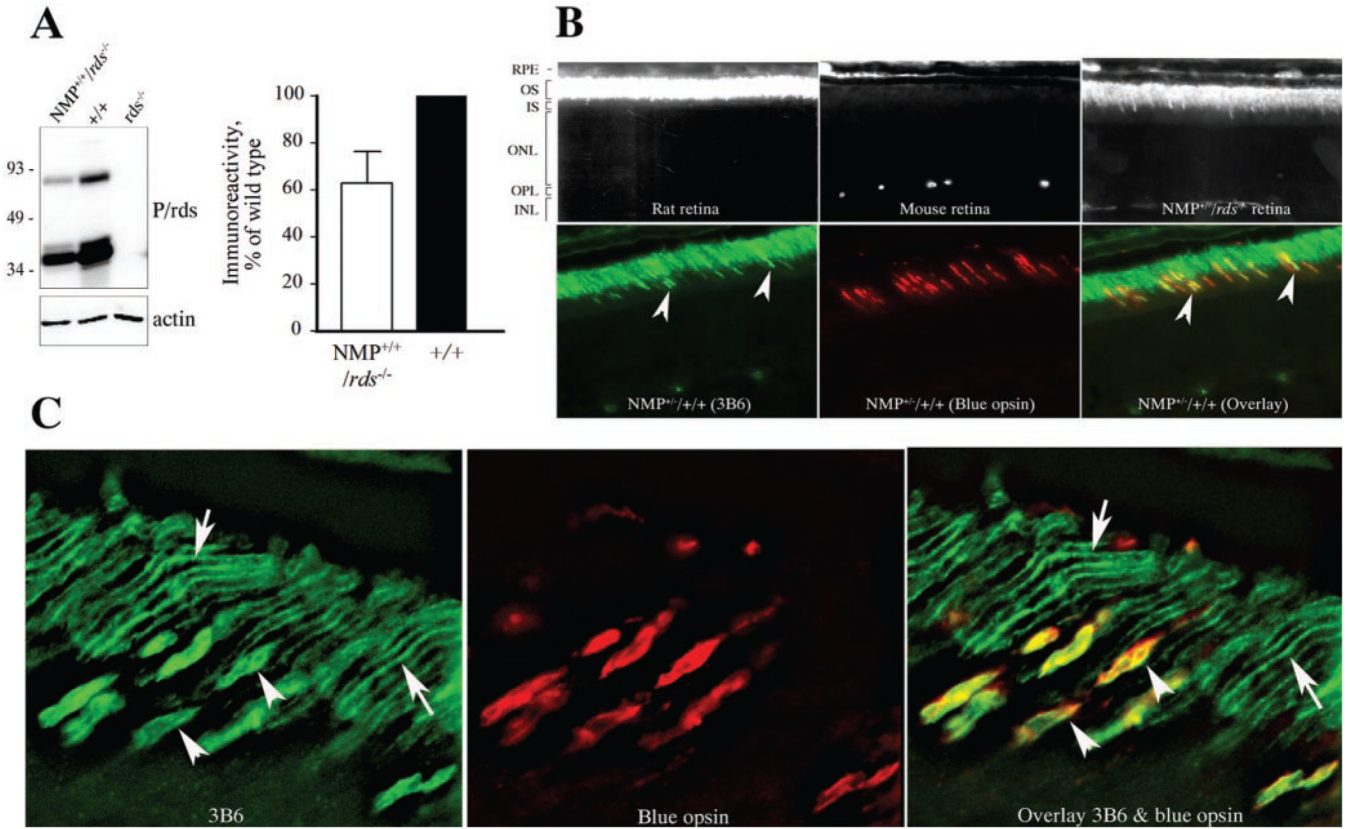 A
NMP+/+/rds-/-
+/+
rds-/-
93 -
49 -
34 -
P/rds
actin
Immunoreactivity,
% of wild type
100
80
60
40
20
0
NMP+/+
/rds-/-
+/+
B
RPE
OS
IS
ONL
OPL
INL
Rat retina
Mouse retina
NMP+/+/rds-/- retina
NMP+/-/+/+ (3B6)
NMP+/-/+/+ (Blue opsin)
NMP+/-/+/+ (Overlay)
C
3B6
Blue opsin
Overlay 3B6 & blue opsin